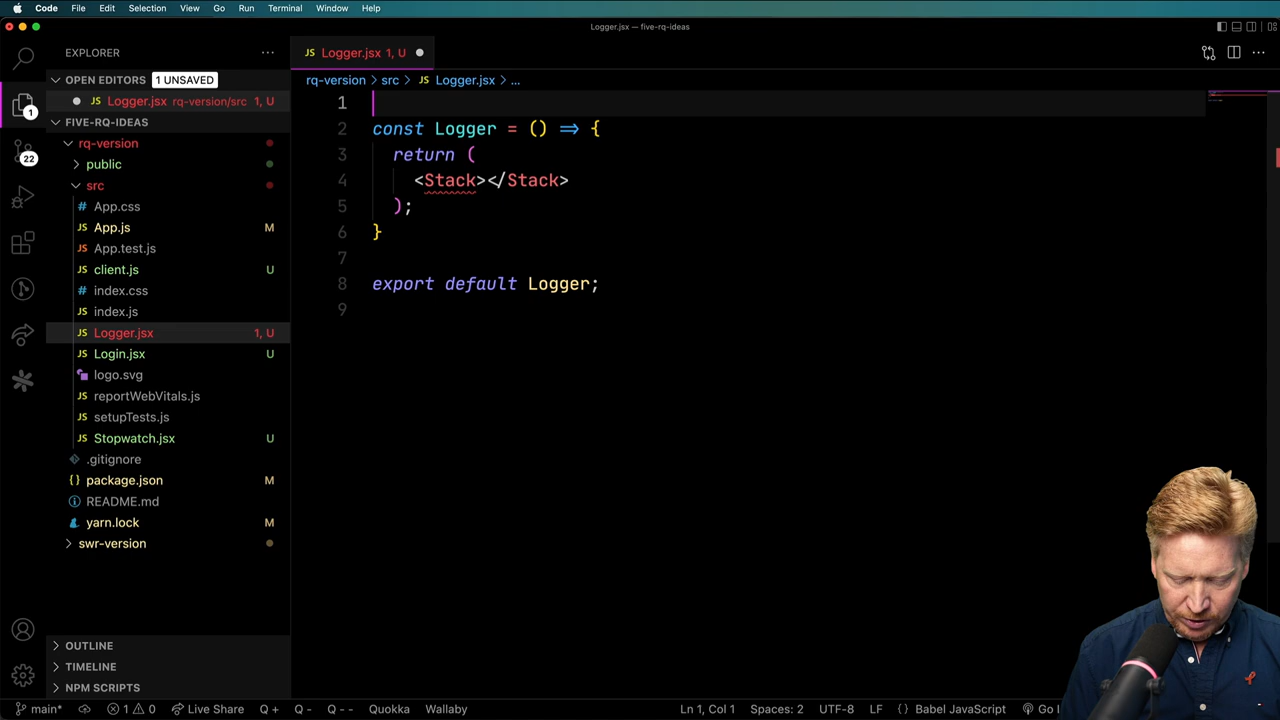 Code File Edit Selection View Go Run Terminal Window Help
Logger.jsx — five-rq-ideas
EXPLORER
JS Logger.jsx 1, U
OPEN EDITORS 1 UNSAVED
rq-version > src > JS Logger.jsx > ...
JS Logger.jsx rq-version/src 1, U
FIVE-RQ-IDEAS
rq-version
public
src
# App.css
JS App.js M
JS App.test.js
JS client.js U
# index.css
JS index.js
JS Logger.jsx 1, U
JS Login.jsx U
logo.svg
JS reportWebVitals.js
JS setupTests.js
JS Stopwatch.jsx U
.gitignore
{} package.json M
README.md
yarn.lock M
swr-version
OUTLINE
TIMELINE
NPM SCRIPTS
1
22
1
2 const Logger = () => {
3 return (
4 <Stack></Stack>
5 );
6 }
7
8 export default Logger;
9
main* 1 0 Live Share Q + Q - Q - - Quokka Wallaby Ln 1, Col 1 Spaces: 2 UTF-8 LF {} Babel JavaScript Go